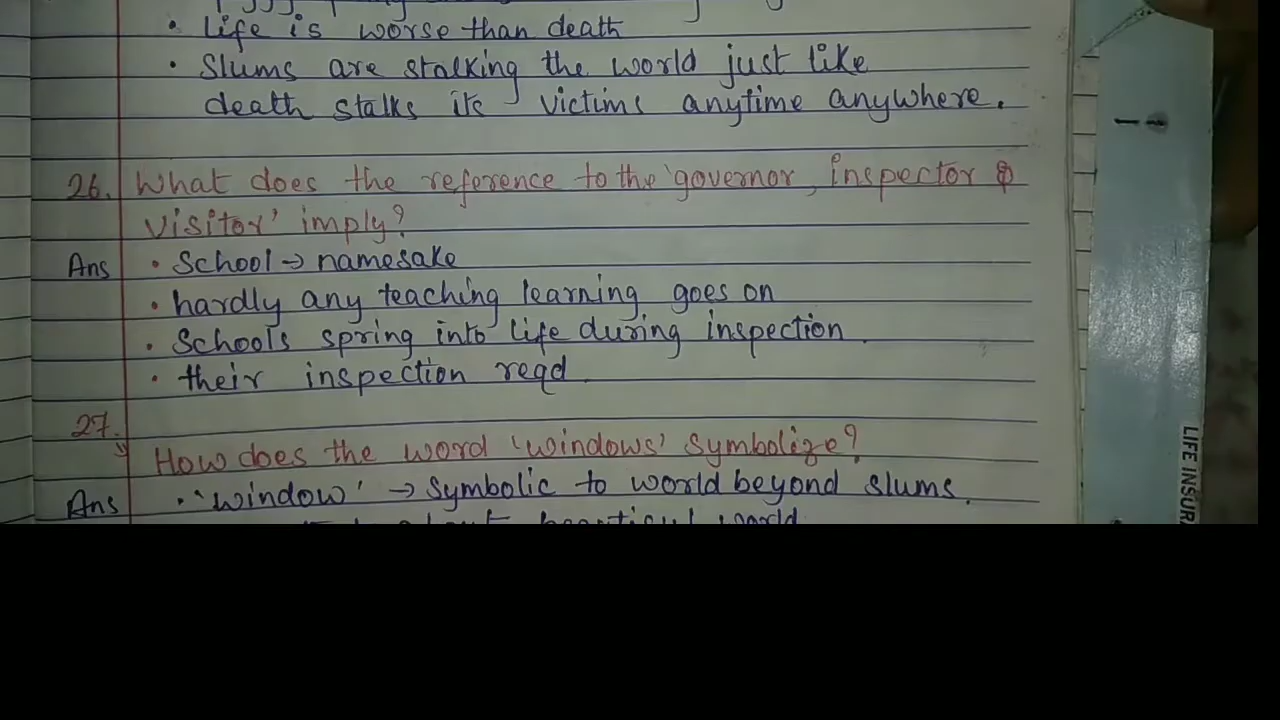 • Life is worse than death
• Slums are stalking the world just like
death stalks its victims anytime anywhere.
26. What does the reference to the 'governor, inspector &
visitor' imply?
Ans • School → namesake
• hardly any teaching learning goes on
• Schools spring into life during inspection.
• their inspection reqd.
27.
How does the word 'windows' symbolize?
Ans • 'window' → symbolic to world beyond slums.
beautiful world
LIFE INSUR